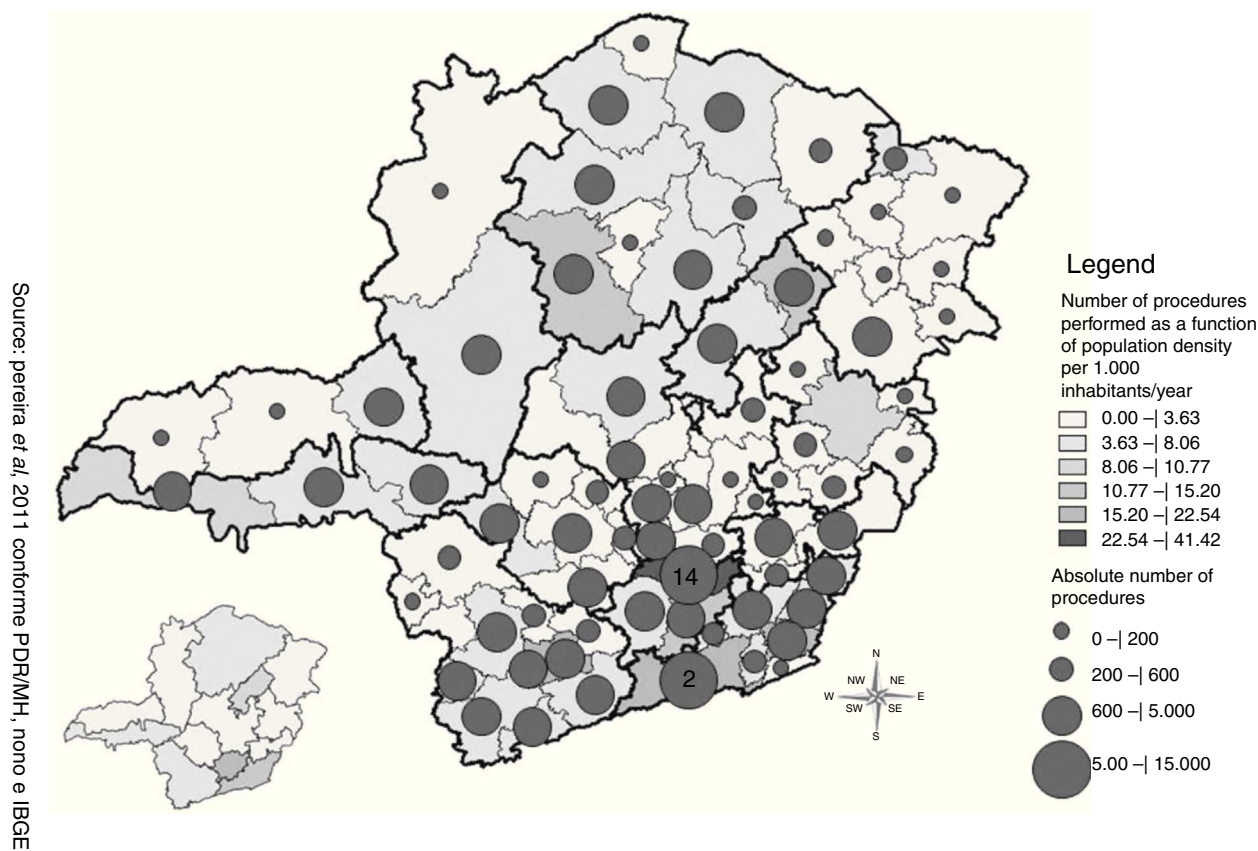 Source: pereira et al, 2011 conforme PDR/MH, nono e IBGE
14
2
N
NW NE
W E
SW SE
S
Legend
Number of procedures
performed as a function
of population density
per 1.000
inhabitants/year
0.00 –| 3.63
3.63 –| 8.06
8.06 –| 10.77
10.77 –| 15.20
15.20 –| 22.54
22.54 –| 41.42
Absolute number of
procedures
0 –| 200
200 –| 600
600 –| 5.000
5.00 –| 15.000